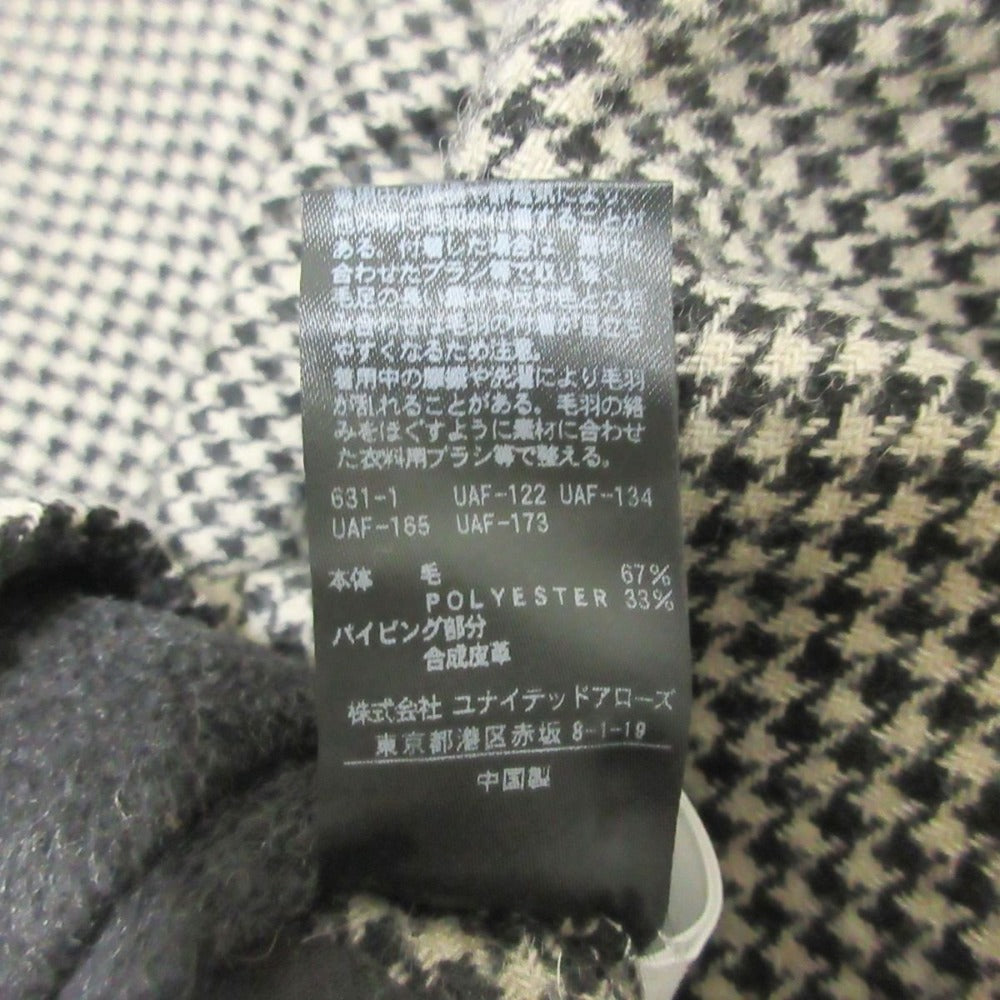 ある。付着した場合は、素材に
合わせたブラシ等で取り除く。
やすくなるため注意。
着用中の摩擦や洗濯により毛羽
が乱れることがある。毛羽の絡
みをほぐすように素材に合わせ
た衣料用ブラシ等で整える。
631-1 UAF-122 UAF-134
UAF-165 UAF-173
本体 毛 67%
POLYESTER 33%
パイピング部分
合成皮革
株式会社 ユナイテッドアローズ
東京都港区赤坂 8-1-19
中国製